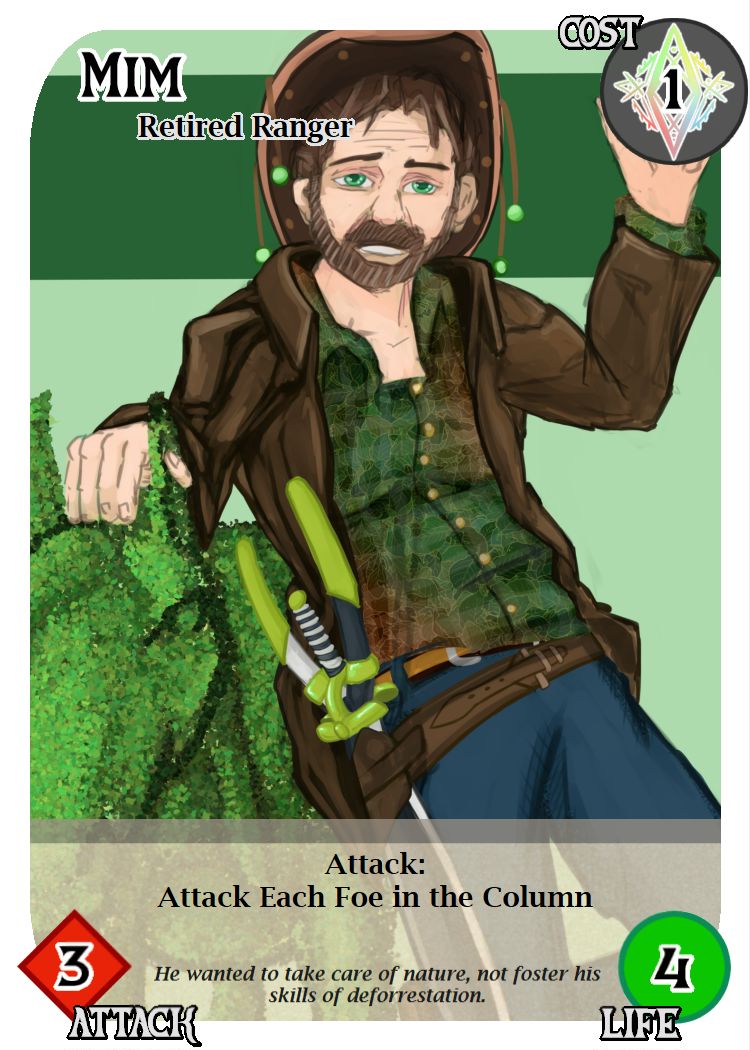 COST
1
Mim
Retired Ranger
Attack:
Attack Each Foe in the Column
3
ATTACK
He wanted to take care of nature, not foster his
skills of deforrestation.
4
LIFE